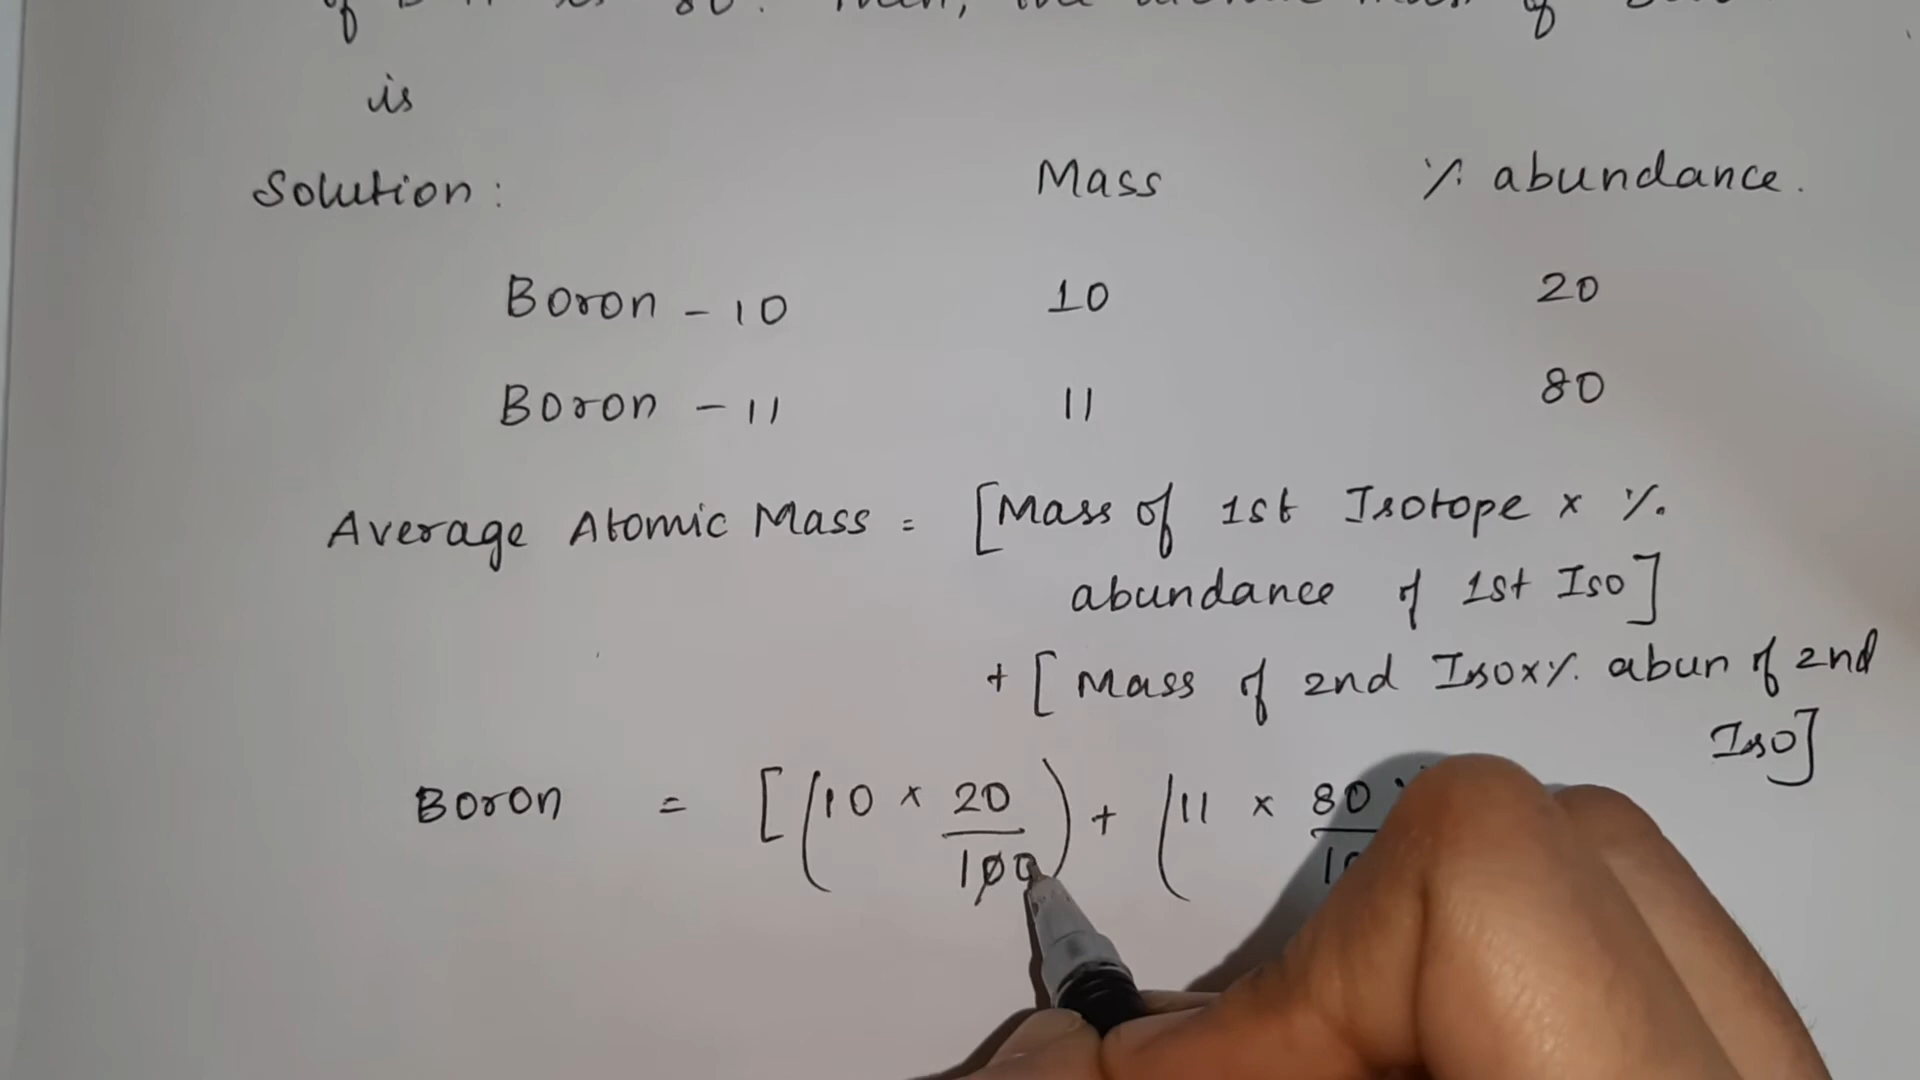 is
Solution : Mass % abundance.
Boron - 10 10 20
Boron - 11 11 80
Average Atomic Mass = [Mass of 1st Isotope x %
abundance of 1st Iso]
+ [Mass of 2nd Iso x % abun of 2nd
Iso]
Boron = [(10 x 20/100) + (11 x 80